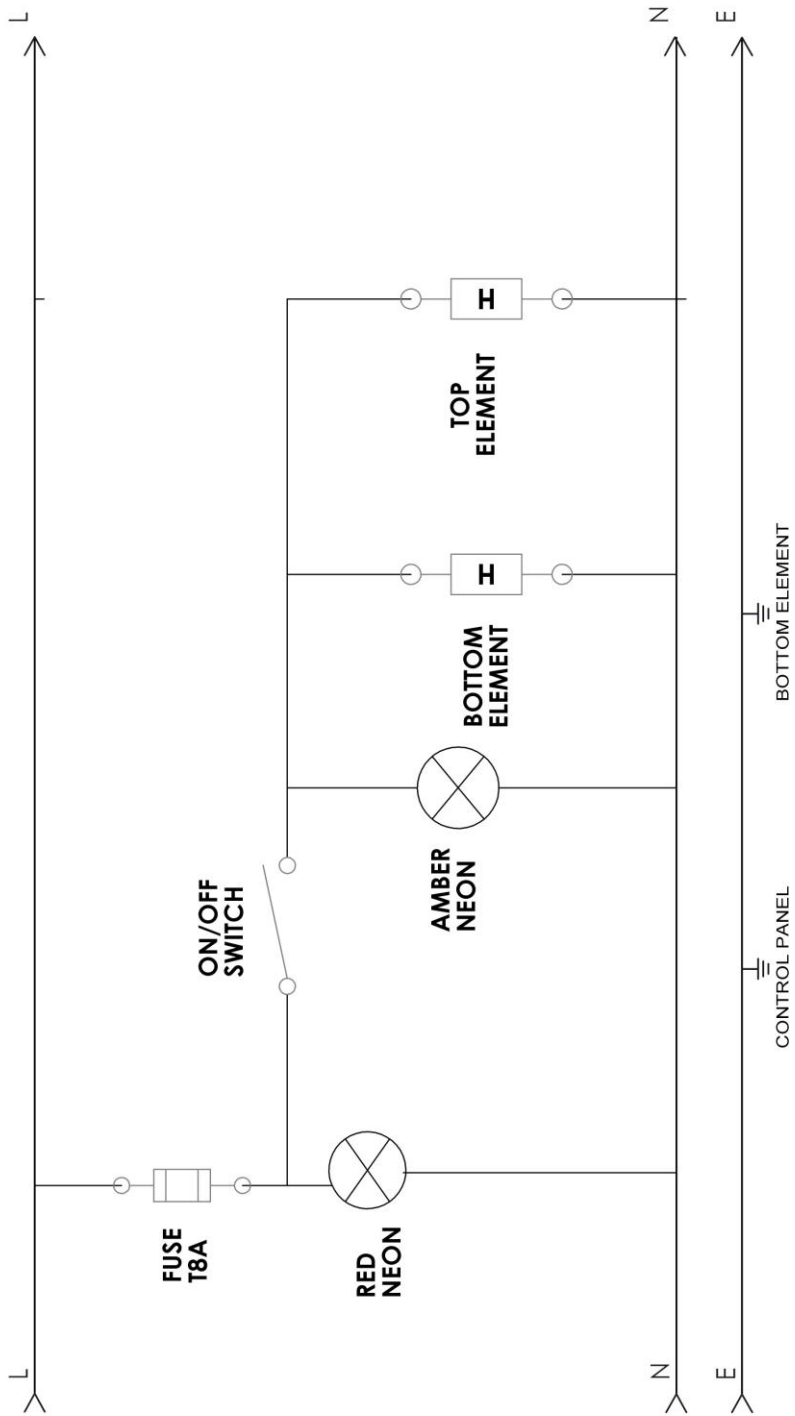 L
L
FUSE
T8A
ON/OFF
SWITCH
RED
NEON
AMBER
NEON
BOTTOM
ELEMENT
H
TOP
ELEMENT
H
N
N
E
E
CONTROL PANEL
BOTTOM ELEMENT